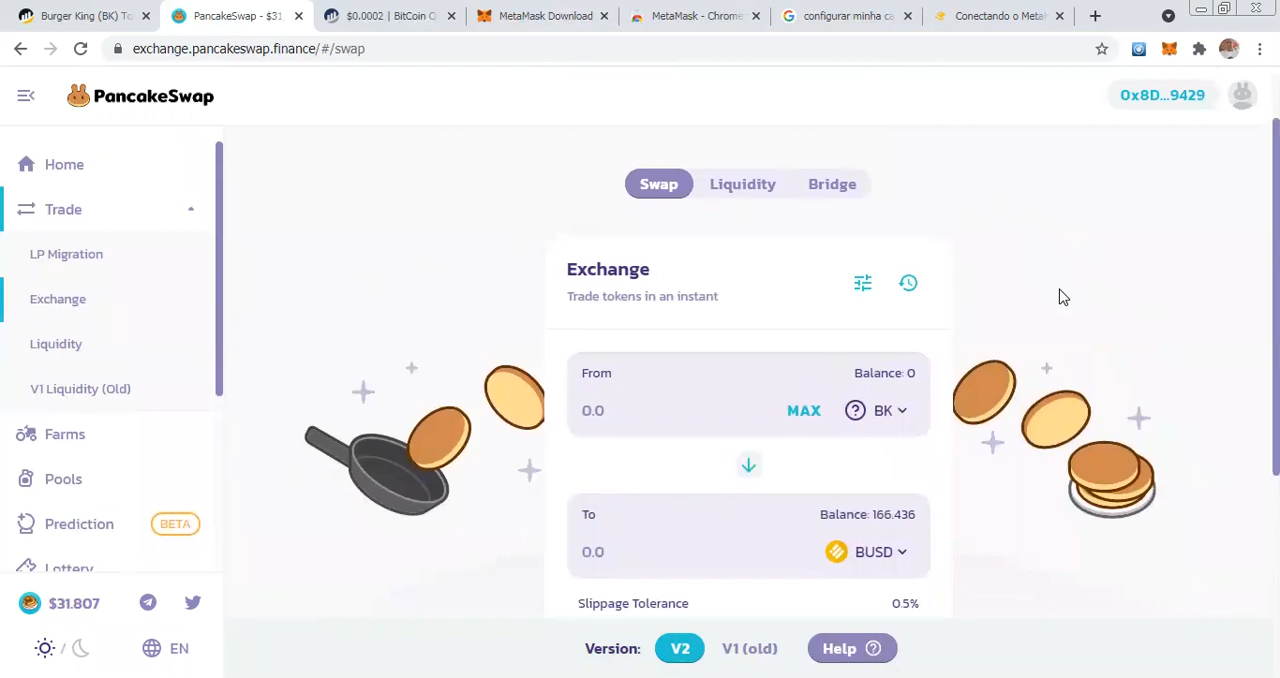 Burger King (BK) To
PancakeSwap - $31,
$0.0002 | BitCoin O
MetaMask Download
MetaMask - Chrome
configurar minha ca
Conectando o Meta
exchange.pancakeswap.finance/#/swap
PancakeSwap
0x8D...9429
Home
Trade
LP Migration
Exchange
Liquidity
V1 Liquidity (Old)
Farms
Pools
Prediction
BETA
Lottery
$31.807
EN
Swap
Liquidity
Bridge
Exchange
Trade tokens in an instant
From
Balance: 0
0.0
MAX
BK
To
Balance: 166.436
0.0
BUSD
Slippage Tolerance
0.5%
Version:
V2
V1 (old)
Help